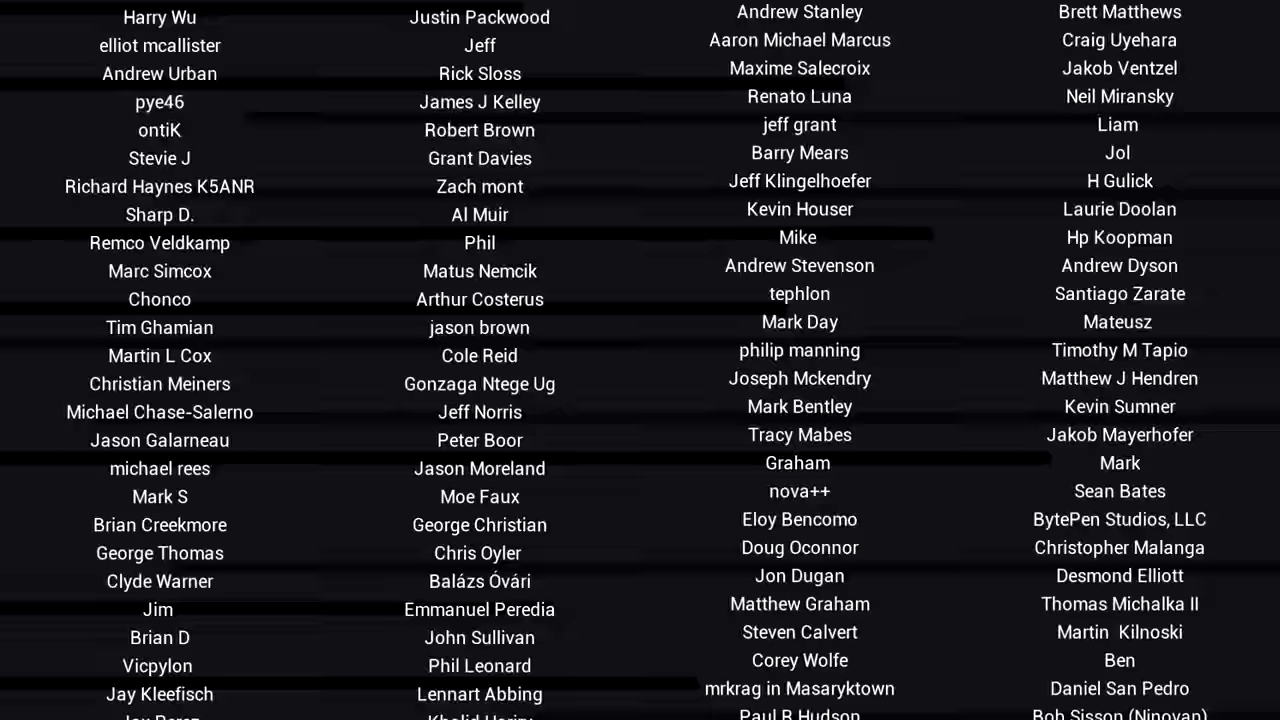 Harry Wu
elliot mcallister
Andrew Urban
pye46
ontiK
Stevie J
Richard Haynes K5ANR
Sharp D.
Remco Veldkamp
Marc Simcox
Chonco
Tim Ghamian
Martin L Cox
Christian Meiners
Michael Chase-Salerno
Jason Galarneau
michael rees
Mark S
Brian Creekmore
George Thomas
Clyde Warner
Jim
Brian D
Vicpylon
Jay Kleefisch
Justin Packwood
Jeff
Rick Sloss
James J Kelley
Robert Brown
Grant Davies
Zach mont
Al Muir
Phil
Matus Nemcik
Arthur Costerus
jason brown
Cole Reid
Gonzaga Ntege Ug
Jeff Norris
Peter Boor
Jason Moreland
Moe Faux
George Christian
Chris Oyler
Balázs Óvári
Emmanuel Peredia
John Sullivan
Phil Leonard
Lennart Abbing
Andrew Stanley
Aaron Michael Marcus
Maxime Salecroix
Renato Luna
jeff grant
Barry Mears
Jeff Klingelhoefer
Kevin Houser
Mike
Andrew Stevenson
tephlon
Mark Day
philip manning
Joseph Mckendry
Mark Bentley
Tracy Mabes
Graham
nova++
Eloy Bencomo
Doug Oconnor
Jon Dugan
Matthew Graham
Steven Calvert
Corey Wolfe
mrkrag in Masaryktown
Paul R Hudson
Brett Matthews
Craig Uyehara
Jakob Ventzel
Neil Miransky
Liam
Jol
H Gulick
Laurie Doolan
Hp Koopman
Andrew Dyson
Santiago Zarate
Mateusz
Timothy M Tapio
Matthew J Hendren
Kevin Sumner
Jakob Mayerhofer
Mark
Sean Bates
BytePen Studios, LLC
Christopher Malanga
Desmond Elliott
Thomas Michalka II
Martin  Kilnoski
Ben
Daniel San Pedro
Bob Sisson (Ninovan)